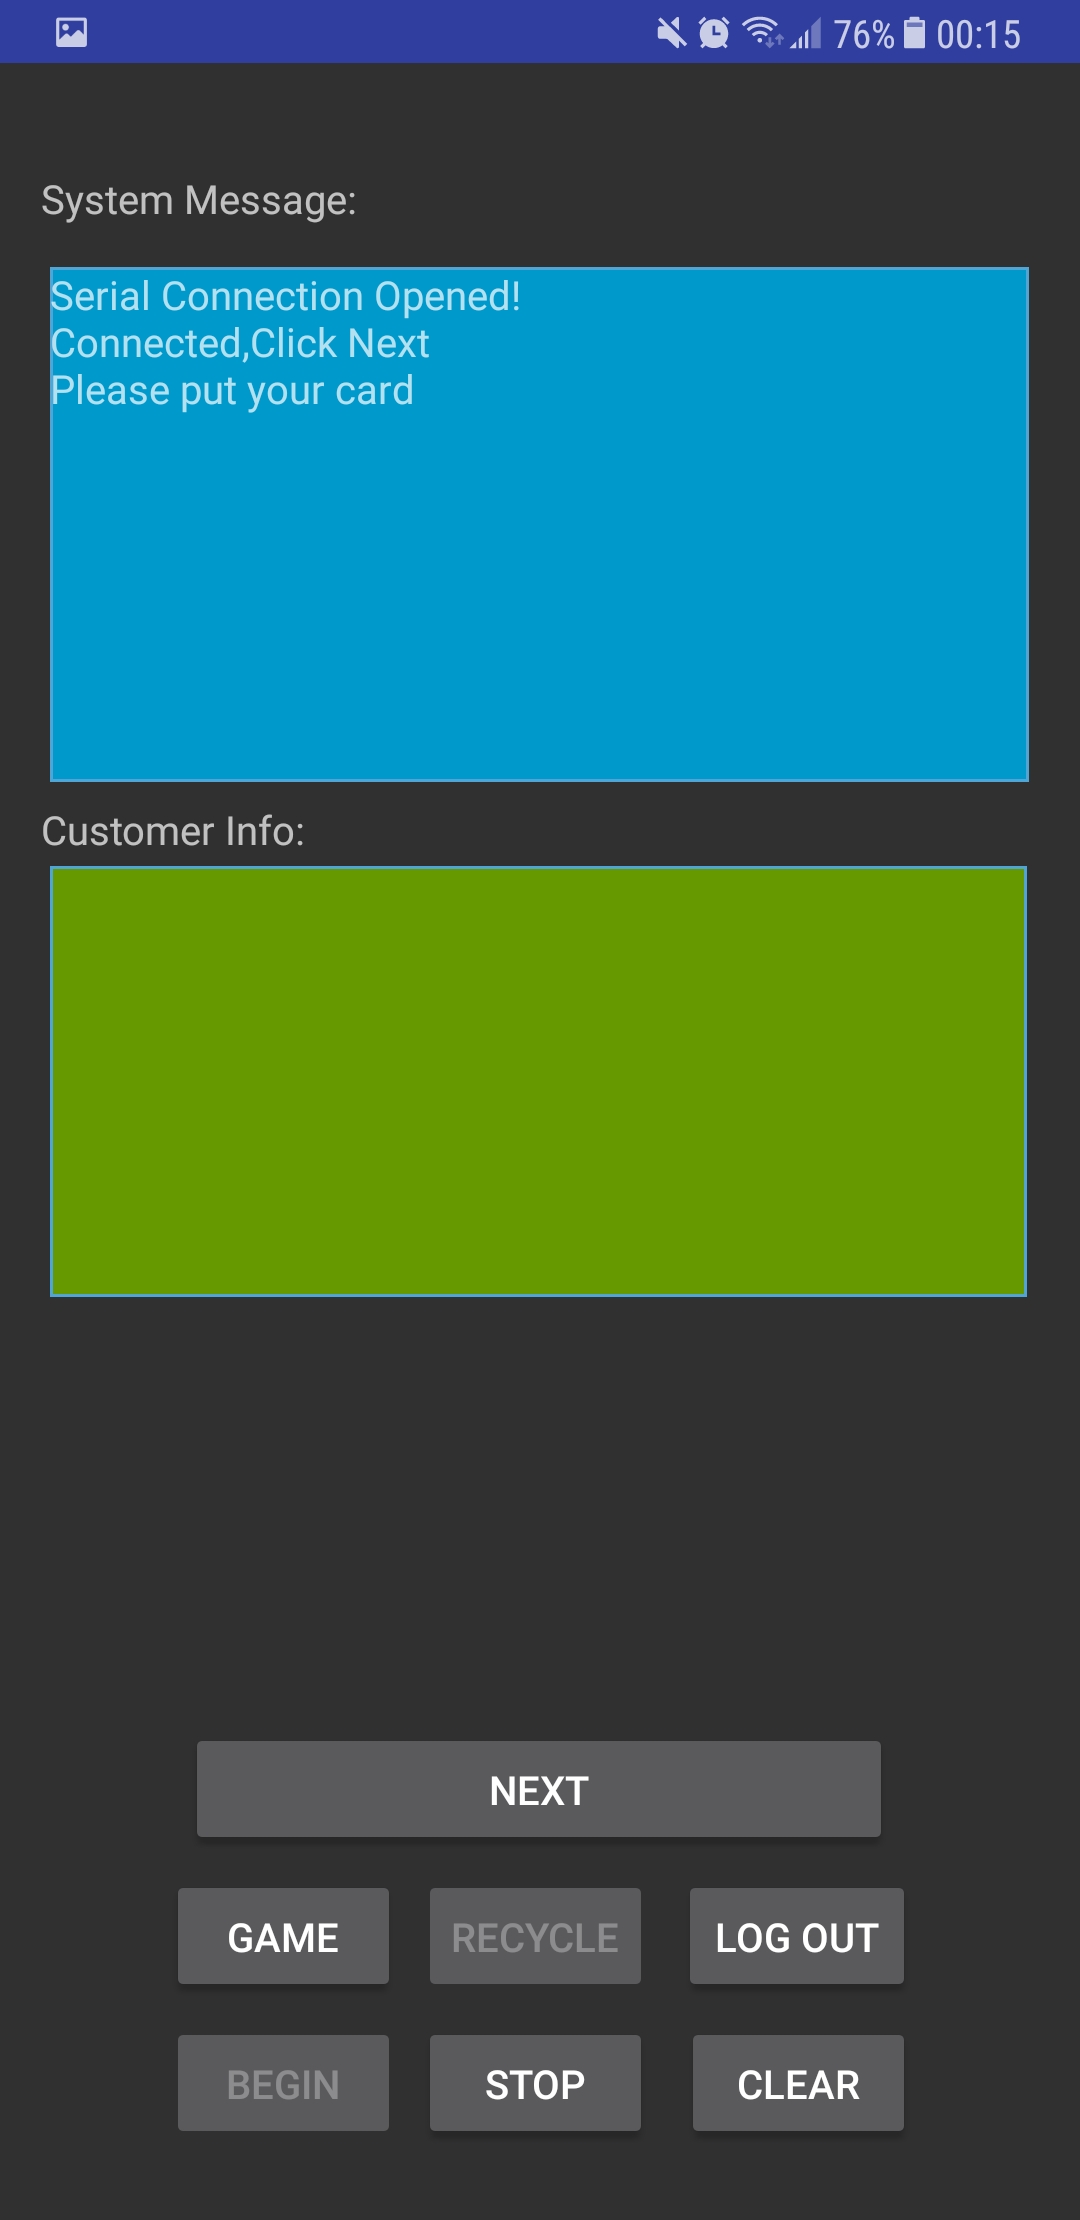 76% 00:15
System Message:
Serial Connection Opened!
Connected,Click Next
Please put your card
Customer Info:
NEXT
GAME RECYCLE LOG OUT
BEGIN STOP CLEAR